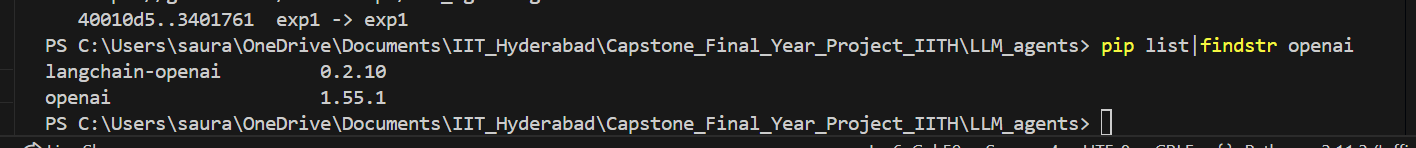 40010d5..3401761  exp1 -> exp1
PS C:\Users\saura\OneDrive\Documents\IIT_Hyderabad\Capstone_Final_Year_Project_IITH\LLM_agents> pip list|findstr openai
langchain-openai         0.2.10
openai                   1.55.1
PS C:\Users\saura\OneDrive\Documents\IIT_Hyderabad\Capstone_Final_Year_Project_IITH\LLM_agents>